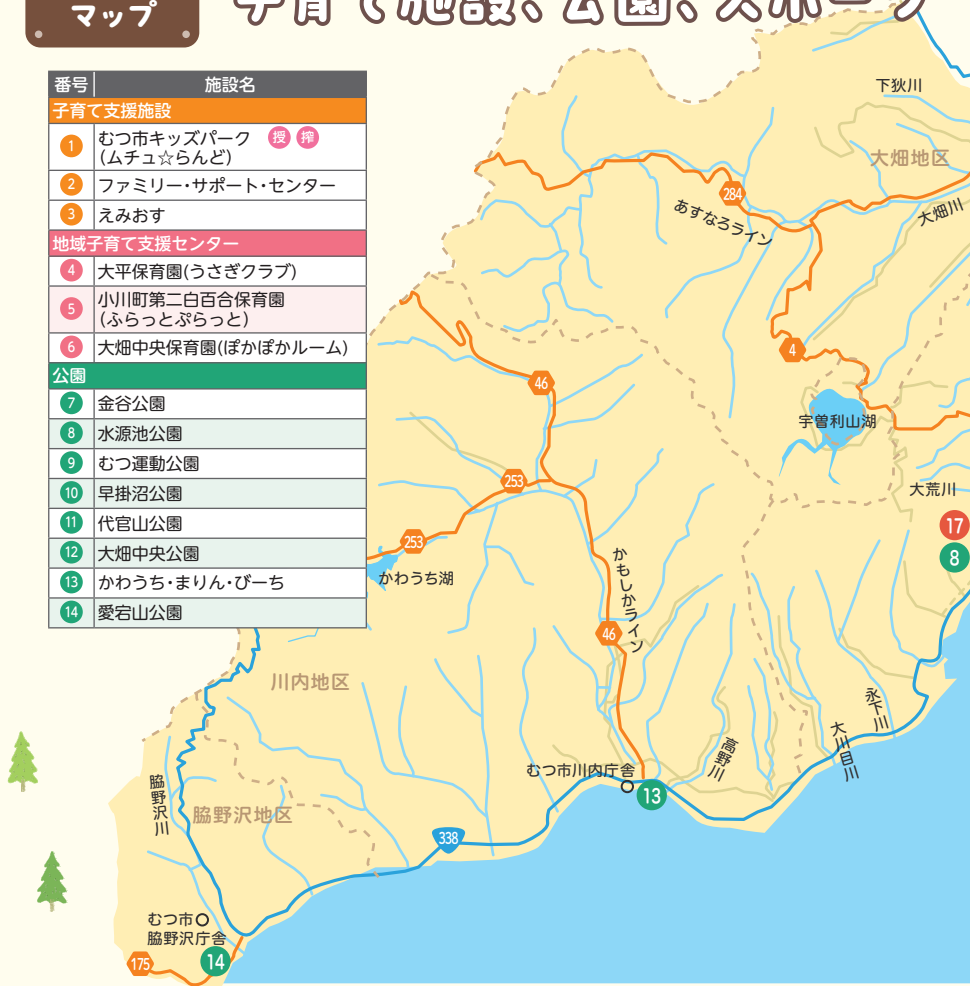 マップ
子育て施設、公園、スポーツ
番号 施設名
子育て支援施設
1 むつ市キッズパーク 授 搾
(ムチュ☆らんど)
2 ファミリー・サポート・センター
3 えみおす
地域子育て支援センター
4 大平保育園(うさぎクラブ)
5 小川町第二白百合保育園
(ふらっとぷらっと)
6 大畑中央保育園(ぽかぽかルーム)
公園
7 金谷公園
8 水源池公園
9 むつ運動公園
10 早掛沼公園
11 代官山公園
12 大畑中央公園
13 かわうち・まりん・びーち
14 愛宕山公園
下狄川
大畑地区
284
あすなろライン
大畑川
4
46
宇曽利山湖
253
大荒川
17
253
8
かわうち湖
かもしかライン
46
川内地区
永下川
大川目川
高野川
むつ市川内庁舎
13
脇野沢川
脇野沢地区
338
むつ市
脇野沢庁舎
175
14